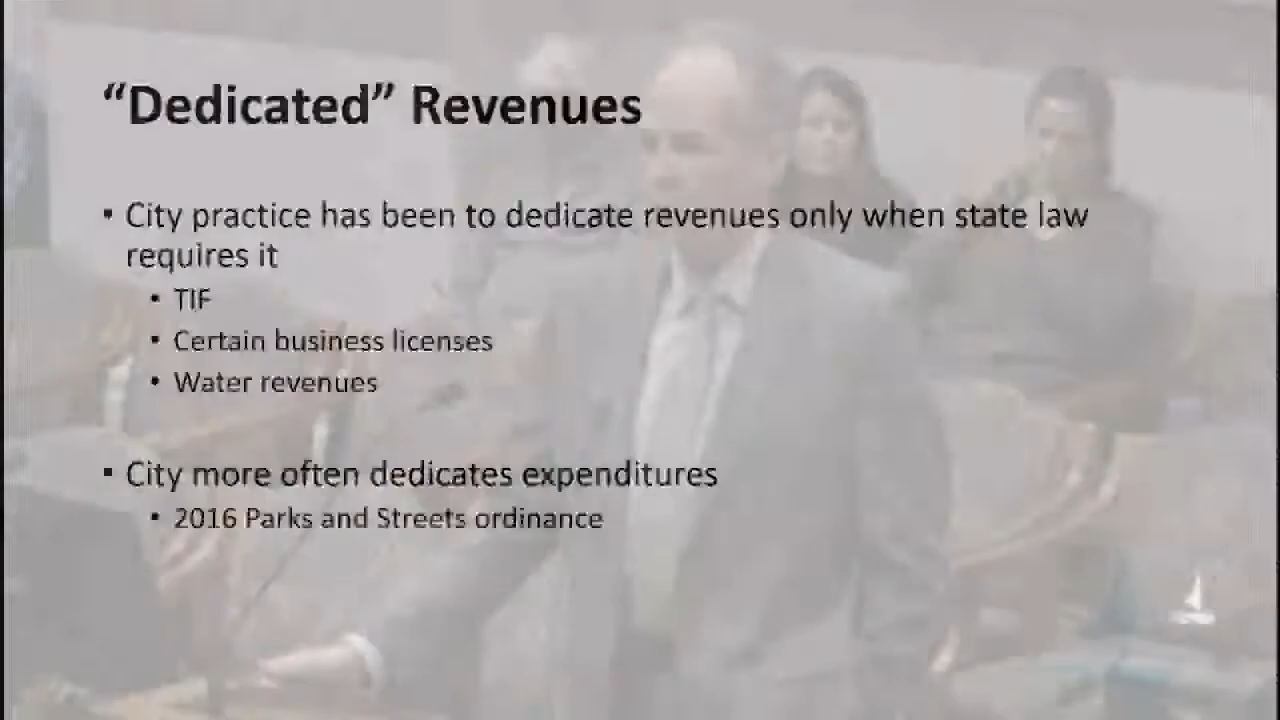 “Dedicated” Revenues
▪ City practice has been to dedicate revenues only when state law
requires it
• TIF
• Certain business licenses
• Water revenues
▪ City more often dedicates expenditures
• 2016 Parks and Streets ordinance